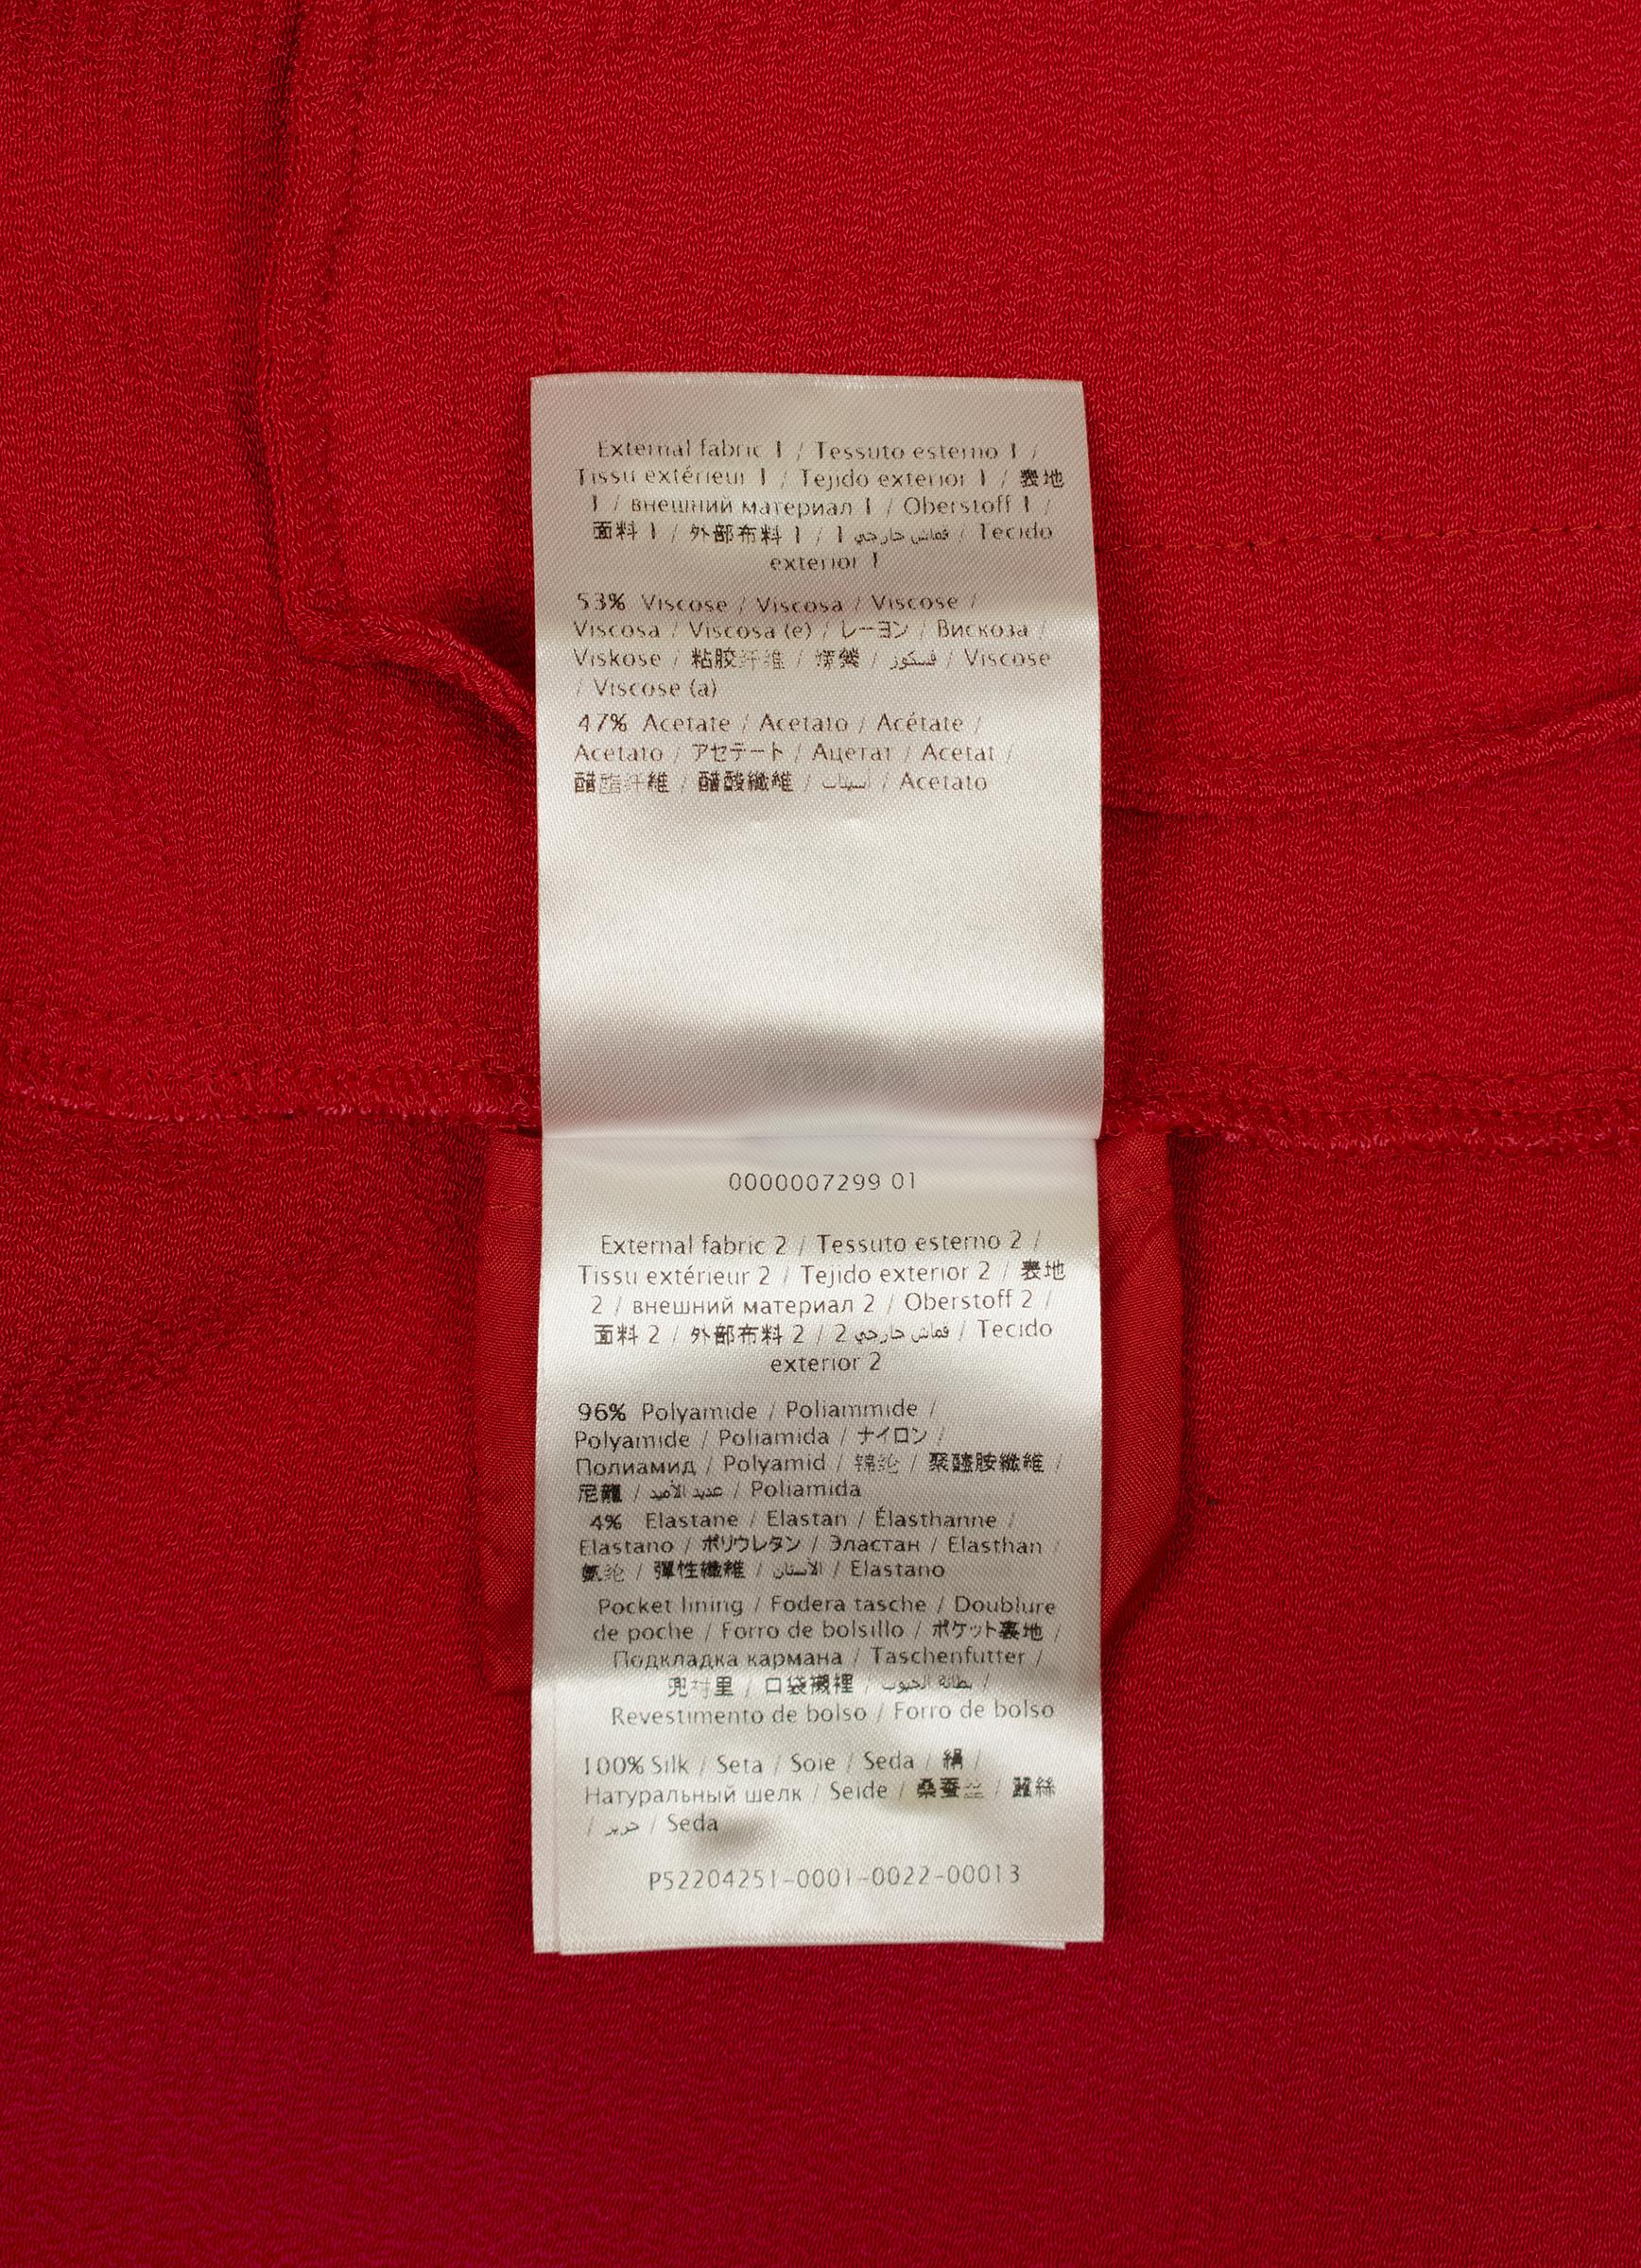 External fabric 1 / Tessuto esterno 1 /
Tissu extérieur 1 / Tejido exterior 1 / 表地
1 / внешний материал 1 / Oberstoff 1 /
面料 1 / 外部布料 1 / 1 قماش خارجي / Tecido
exterior 1
53% Viscose / Viscosa / Viscose /
Viscosa / Viscosa (e) / レーヨン / Вискоза /
Viskose / 粘胶纤维 / / فسكوز / Viscose
/ Viscose (a)
47% Acetate / Acetato / Acétate /
Acetato / アセテート / Ацетат / Acetat /
醋酯纤维 / 醋酸纖維 / أسيتات / Acetato
0000007299 01
External fabric 2 / Tessuto esterno 2 /
Tissu extérieur 2 / Tejido exterior 2 / 表地
2 / внешний материал 2 / Oberstoff 2 /
面料 2 / 外部布料 2 / 2 قماش خارجي / Tecido
exterior 2
96% Polyamide / Poliammide /
Polyamide / Poliamida / ナイロン /
Полиамид / Polyamid / 锦纶 / 聚醯胺纖維 /
尼龍 / عديد الأميد / Poliamida
4% Elastane / Elastan / Élasthanne /
Elastano / ポリウレタン / Эластан / Elasthan /
氨纶 / 彈性纖維 / الأستان / Elastano
Pocket lining / Fodera tasche / Doublure
de poche / Forro de bolsillo / ポケット裏地 /
Подкладка кармана / Taschenfutter /
兜衬里 / 口袋襯裡 / بطانة الجيوب /
Revestimento de bolso / Forro de bolso
100% Silk / Seta / Soie / Seda / 絹 /
Натуральный шелк / Seide / 桑蚕丝 / 蠶絲
/ حرير / Seda
P52204251-0001-0022-00013